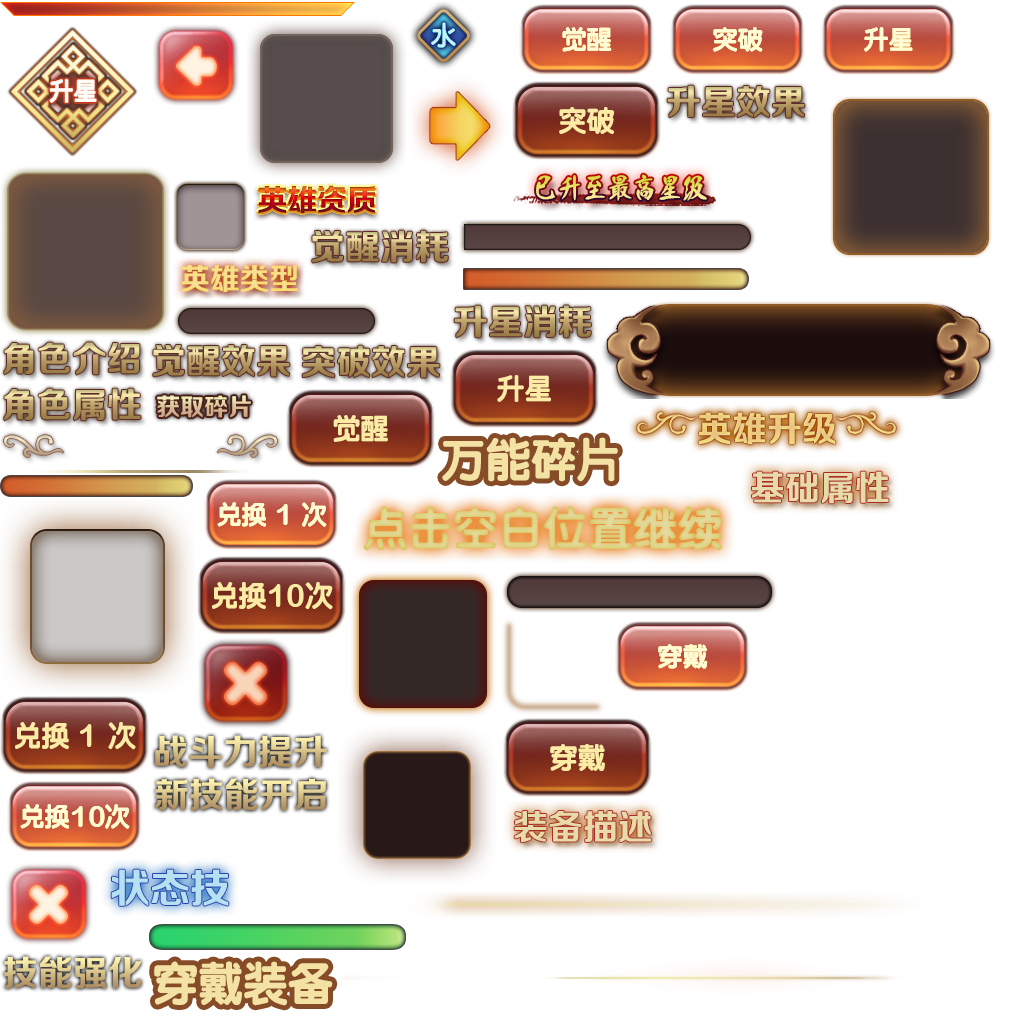 升星
水
觉醒
突破
升星
突破
升星效果
已升至最高星级
英雄资质
觉醒消耗
英雄类型
升星消耗
角色介绍
觉醒效果
突破效果
升星
角色属性
获取碎片
觉醒
英雄升级
万能碎片
基础属性
兑换 1 次
点击空白位置继续
兑换10次
穿戴
兑换 1 次
战斗力提升
穿戴
新技能开启
兑换10次
装备描述
状态技
技能强化
穿戴装备